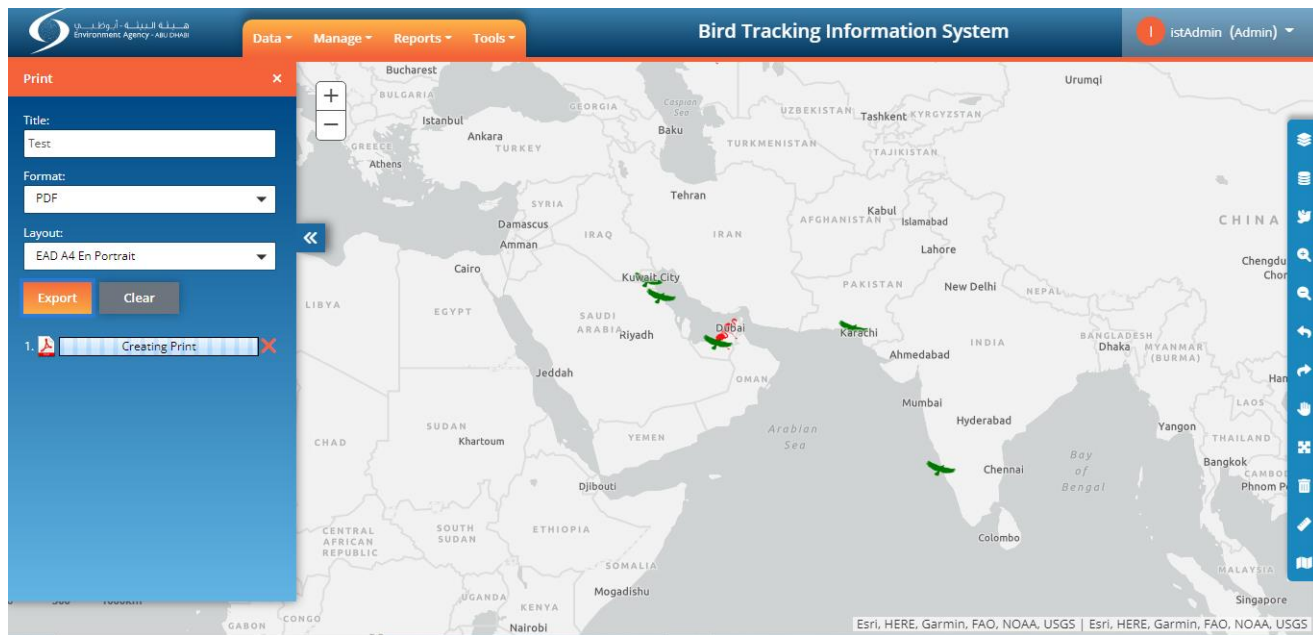 هـيـئـة الـبـيـئـة - أبـوظـبـي
Environment Agency - ABU DHABI
Data
Manage
Reports
Tools
Bird Tracking Information System
I
istAdmin (Admin)
Print
×
Title:
Test
Format:
PDF
Layout:
EAD A4 En Portrait
Export
Clear
1.
Creating Print
+
−
«
Bucharest
BULGARIA
Istanbul
GREECE
Athens
Ankara
TURKEY
GEORGIA
Caspian
Sea
Baku
UZBEKISTAN
Tashkent
KYRGYZSTAN
TURKMENISTAN
TAJIKISTAN
Urumqi
CHINA
Chengdu
SYRIA
Damascus
Amman
IRAQ
Tehran
IRAN
AFGHANISTAN
Kabul
Islamabad
Lahore
Cairo
Kuwait City
PAKISTAN
New Delhi
NEPAL
LIBYA
EGYPT
SAUDI
ARABIA
Riyadh
Dubai
Karachi
INDIA
BANGLADESH
Dhaka
MYANMAR
(BURMA)
Ahmedabad
Jeddah
OMAN
Mumbai
Hyderabad
LAOS
CHAD
SUDAN
Khartoum
YEMEN
Arabian
Sea
Yangon
THAILAND
Bangkok
Bay
of
Bengal
Chennai
Djibouti
CENTRAL
AFRICAN
REPUBLIC
SOUTH
SUDAN
ETHIOPIA
Colombo
SOMALIA
MALAYSIA
Mogadishu
UGANDA
KENYA
Singapore
GABON
CONGO
Nairobi
Esri, HERE, Garmin, FAO, NOAA, USGS | Esri, HERE, Garmin, FAO, NOAA, USGS